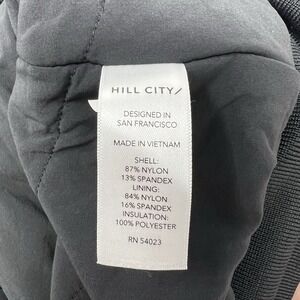 HILL CITY/
DESIGNED IN
SAN FRANCISCO
MADE IN VIETNAM
SHELL:
87% NYLON
13% SPANDEX
LINING:
84% NYLON
16% SPANDEX
INSULATION:
100% POLYESTER
RN 54023